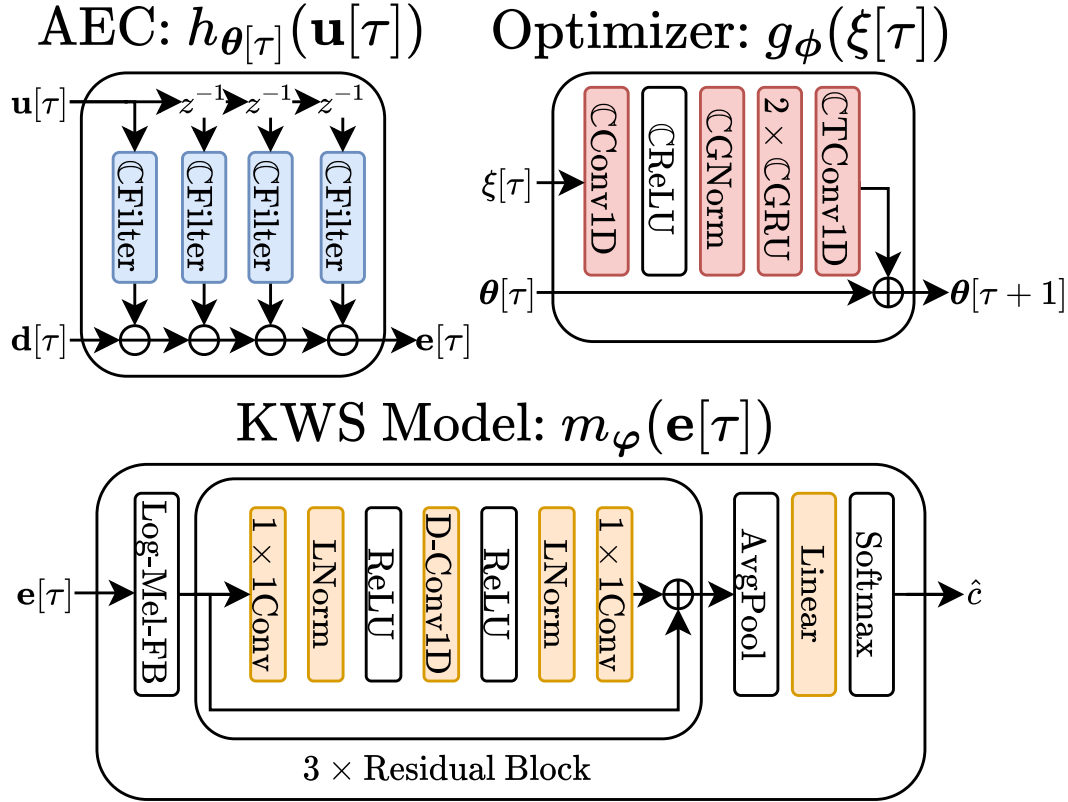 AEC: h_θ[τ](u[τ])
u[τ]
z⁻¹
z⁻¹
z⁻¹
ℂFilter
ℂFilter
ℂFilter
ℂFilter
d[τ]
e[τ]
Optimizer: g_ϕ(ξ[τ])
ξ[τ]
ℂConv1D
ℂReLU
ℂGNorm
2 × ℂGRU
ℂTConv1D
θ[τ]
θ[τ + 1]
KWS Model: m_φ(e[τ])
e[τ]
Log-Mel-FB
1 × 1Conv
LNorm
ReLU
D-Conv1D
ReLU
LNorm
1 × 1Conv
AvgPool
Linear
Softmax
ĉ
3 × Residual Block